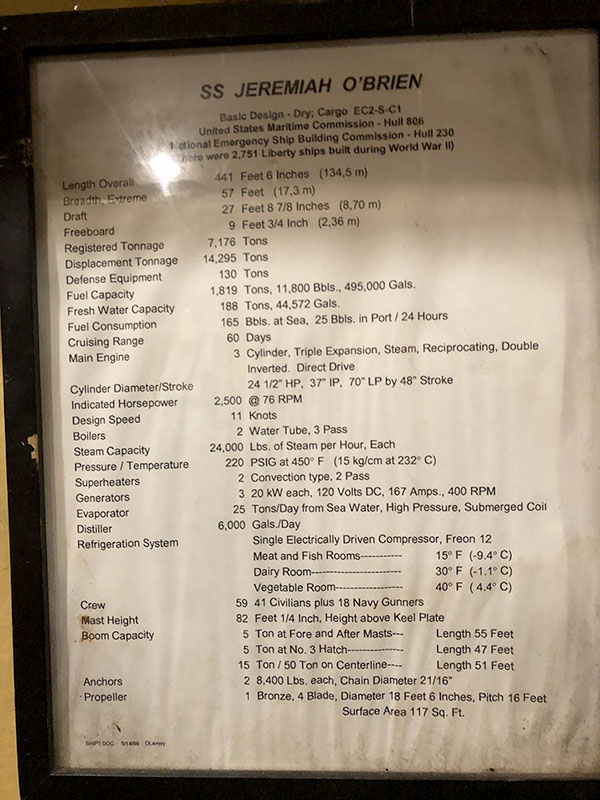 SS JEREMIAH O'BRIEN
Basic Design - Dry; Cargo EC2-S-C1
United States Maritime Commission - Hull 806
National Emergency Ship Building Commission - Hull 230
(There were 2,751 Liberty ships built during World War II)
Length Overall 441 Feet 6 Inches (134,5 m)
Breadth, Extreme 57 Feet (17,3 m)
Draft 27 Feet 8 7/8 Inches (8,70 m)
Freeboard 9 Feet 3/4 Inch (2,36 m)
Registered Tonnage 7,176 Tons
Displacement Tonnage 14,295 Tons
Defense Equipment 130 Tons
Fuel Capacity 1,819 Tons, 11,800 Bbls., 495,000 Gals.
Fresh Water Capacity 188 Tons, 44,572 Gals.
Fuel Consumption 165 Bbls. at Sea, 25 Bbls. in Port / 24 Hours
Cruising Range 60 Days
Main Engine 3 Cylinder, Triple Expansion, Steam, Reciprocating, Double
Inverted. Direct Drive
Cylinder Diameter/Stroke 24 1/2" HP, 37" IP, 70" LP by 48" Stroke
Indicated Horsepower 2,500 @ 76 RPM
Design Speed 11 Knots
Boilers 2 Water Tube, 3 Pass
Steam Capacity 24,000 Lbs. of Steam per Hour, Each
Pressure / Temperature 220 PSIG at 450° F (15 kg/cm at 232° C)
Superheaters 2 Convection type, 2 Pass
Generators 3 20 kW each, 120 Volts DC, 167 Amps., 400 RPM
Evaporator 25 Tons/Day from Sea Water, High Pressure, Submerged Coil
Distiller 6,000 Gals./Day
Refrigeration System Single Electrically Driven Compressor, Freon 12
Meat and Fish Rooms----------- 15° F (-9.4° C)
Dairy Room------------------------ 30° F (-1.1° C)
Vegetable Room----------------- 40° F ( 4.4° C)
Crew 59 41 Civilians plus 18 Navy Gunners
Mast Height 82 Feet 1/4 Inch, Height above Keel Plate
Boom Capacity 5 Ton at Fore and After Masts--- Length 55 Feet
5 Ton at No. 3 Hatch--------------- Length 47 Feet
15 Ton / 50 Ton on Centerline---- Length 51 Feet
Anchors 2 8,400 Lbs. each, Chain Diameter 21/16"
Propeller 1 Bronze, 4 Blade, Diameter 18 Feet 6 Inches, Pitch 16 Feet
Surface Area 117 Sq. Ft.
SHIP1.DOC 5/14/99